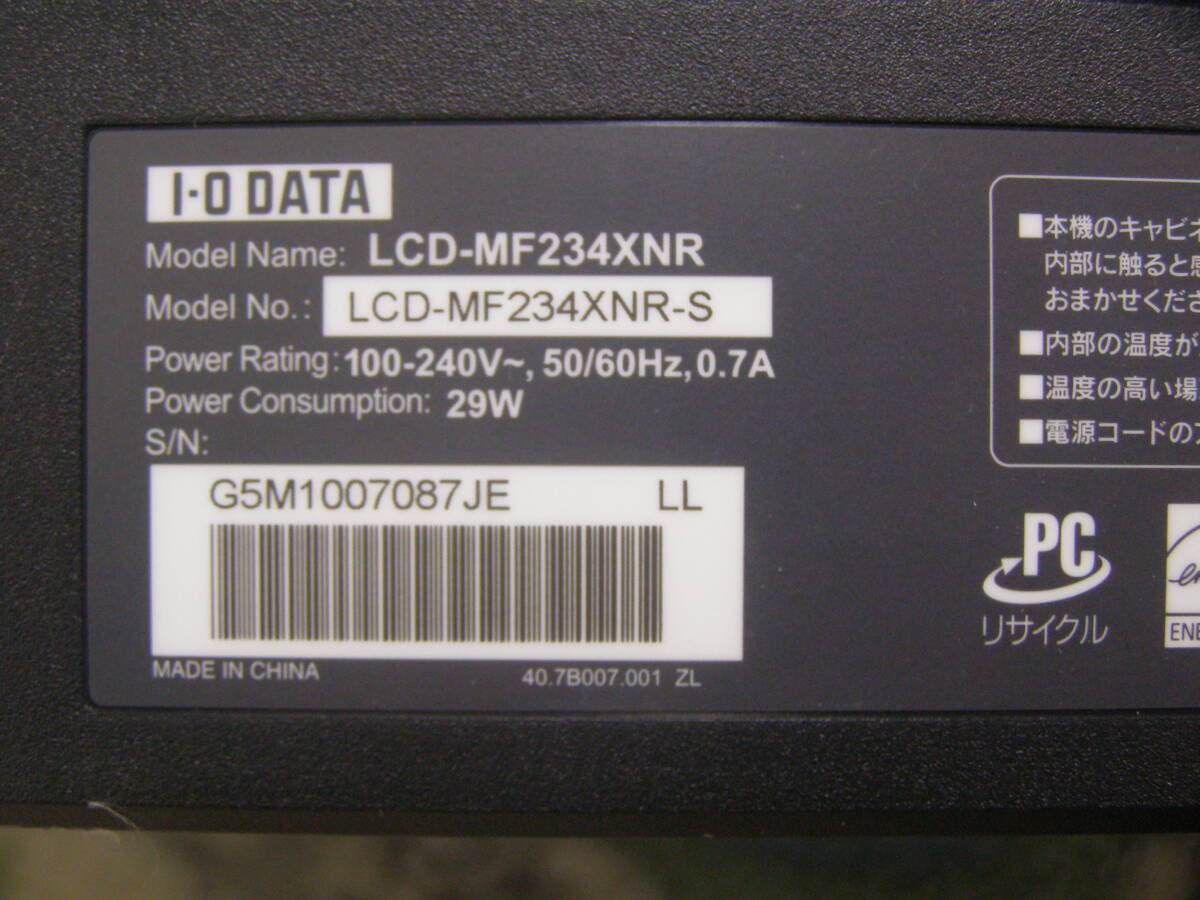 I-O DATA
Model Name: LCD-MF234XNR
Model No.: LCD-MF234XNR-S
Power Rating: 100-240V~, 50/60Hz, 0.7A
Power Consumption: 29W
S/N:
G5M1007087JE LL
MADE IN CHINA 40.7B007.001 ZL
■本機のキャビネ
内部に触ると感
おまかせくださ
■内部の温度が
■温度の高い場
■電源コードのプ
PC
リサイクル
ENE